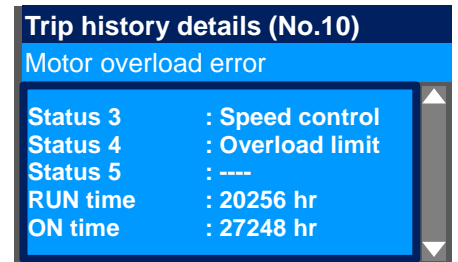 Trip history details (No.10)
Motor overload error
Status 3 : Speed control
Status 4 : Overload limit
Status 5 : ----
RUN time : 20256 hr
ON time : 27248 hr